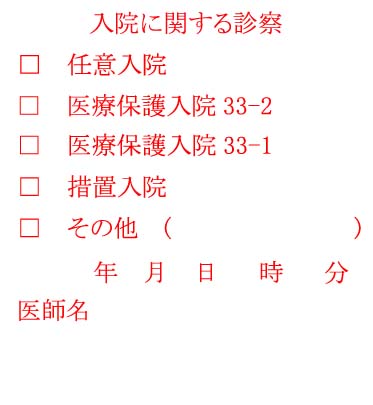 入院に関する診察
□　任意入院
□　医療保護入院 33-2
□　医療保護入院 33-1
□　措置入院
□　その他　（　　　　　　　）
年　月　日　時　分
医師名